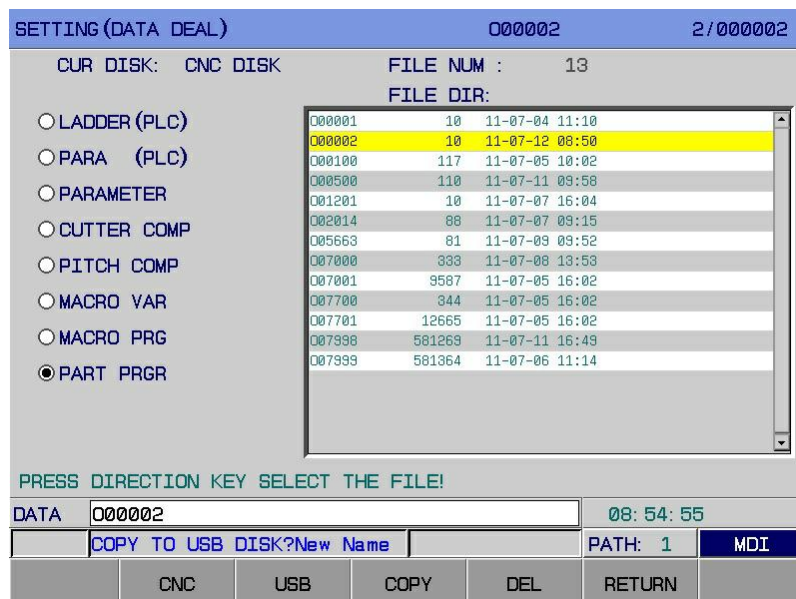 SETTING(DATA DEAL) O00002 2/000002
CUR DISK: CNC DISK FILE NUM : 13
FILE DIR:
LADDER(PLC)
PARA (PLC)
PARAMETER
CUTTER COMP
PITCH COMP
MACRO VAR
MACRO PRG
PART PRGR
O00001 10 11-07-04 11:10
O00002 10 11-07-12 08:50
O00100 117 11-07-05 10:02
O00500 110 11-07-11 09:58
O01201 10 11-07-07 16:04
O02014 88 11-07-07 09:15
O05663 81 11-07-09 09:52
O07000 333 11-07-08 13:53
O07001 9587 11-07-05 16:02
O07700 344 11-07-05 16:02
O07701 12665 11-07-05 16:02
O07998 581269 11-07-11 16:49
O07999 581364 11-07-06 11:14
PRESS DIRECTION KEY SELECT THE FILE!
DATA O00002 08:54:55
COPY TO USB DISK?New Name PATH: 1 MDI
CNC USB COPY DEL RETURN